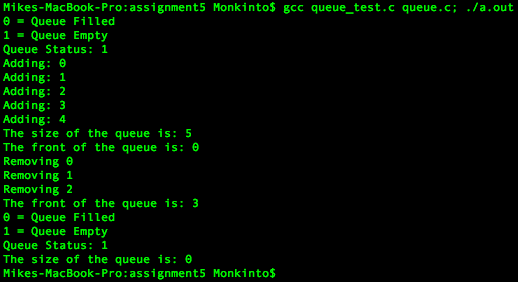 Mikes-MacBook-Pro:assignment5 Monkinto$ gcc queue_test.c queue.c; ./a.out
0 = Queue Filled
1 = Queue Empty
Queue Status: 1
Adding: 0
Adding: 1
Adding: 2
Adding: 3
Adding: 4
The size of the queue is: 5
The front of the queue is: 0
Removing 0
Removing 1
Removing 2
The front of the queue is: 3
0 = Queue Filled
1 = Queue Empty
Queue Status: 1
The size of the queue is: 0
Mikes-MacBook-Pro:assignment5 Monkinto$